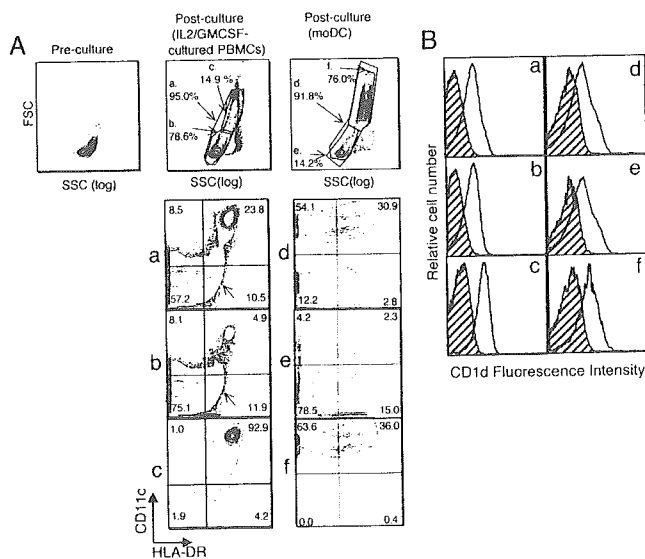 A
Pre-culture
Post-culture
(IL2/GMCSF-
cultured PBMCs)
Post-culture
(moDC)
B
FSC
SSC (log)
a.
95.0%
b.
78.6%
c.
14.9 %
SSC(log)
d.
91.8%
e.
14.2%
f.
76.0%
SSC(log)
a
8.5 23.8
57.2 10.5
b
8.1 4.9
75.1 11.9
c
1.0 92.9
1.9 4.2
d
54.1 30.9
12.2 2.8
e
4.2 2.3
78.5 15.0
f
63.6 36.0
0.0 0.4
CD11c
HLA-DR
Relative cell number
a
d
b
e
c
f
CD1d Fluorescence Intensity